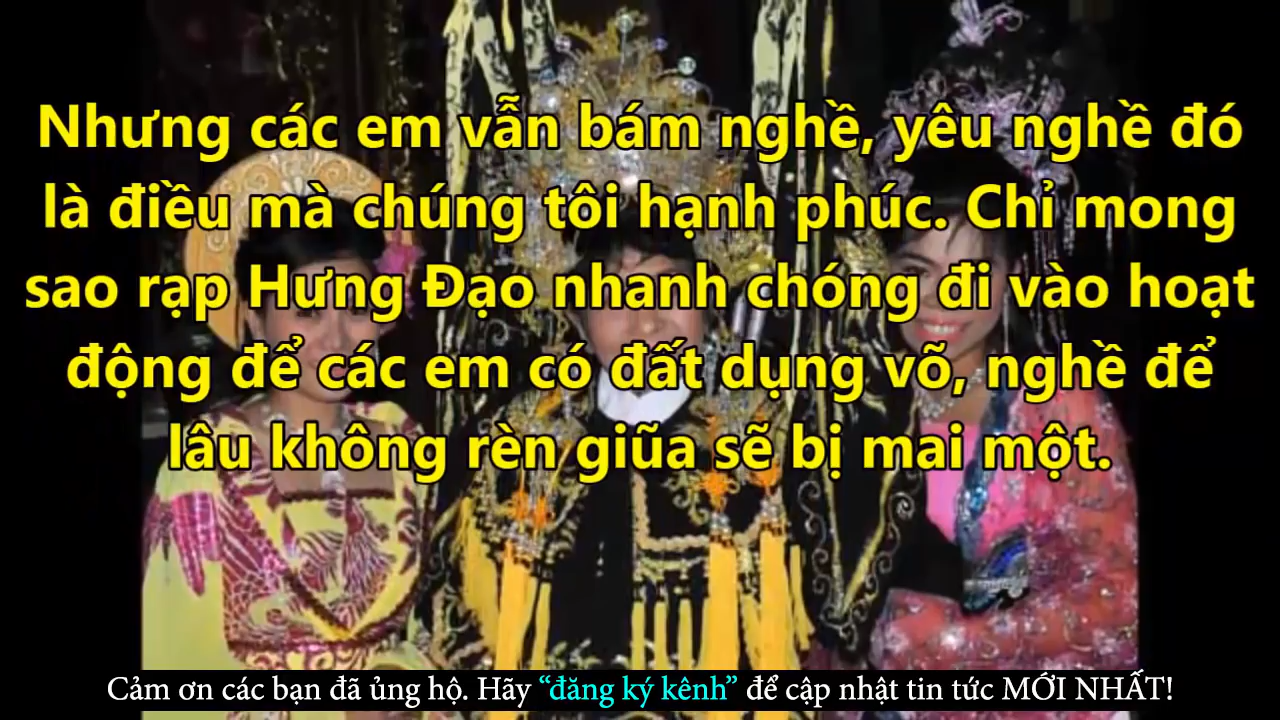 Nhưng các em vẫn bám nghề, yêu nghề đó
là điều mà chúng tôi hạnh phúc. Chỉ mong
sao rạp Hưng Đạo nhanh chóng đi vào hoạt
động để các em có đất dụng võ, nghề để
lâu không rèn giũa sẽ bị mai một.
Cảm ơn các bạn đã ủng hộ. Hãy “đăng ký kênh” để cập nhật tin tức MỚI NHẤT!